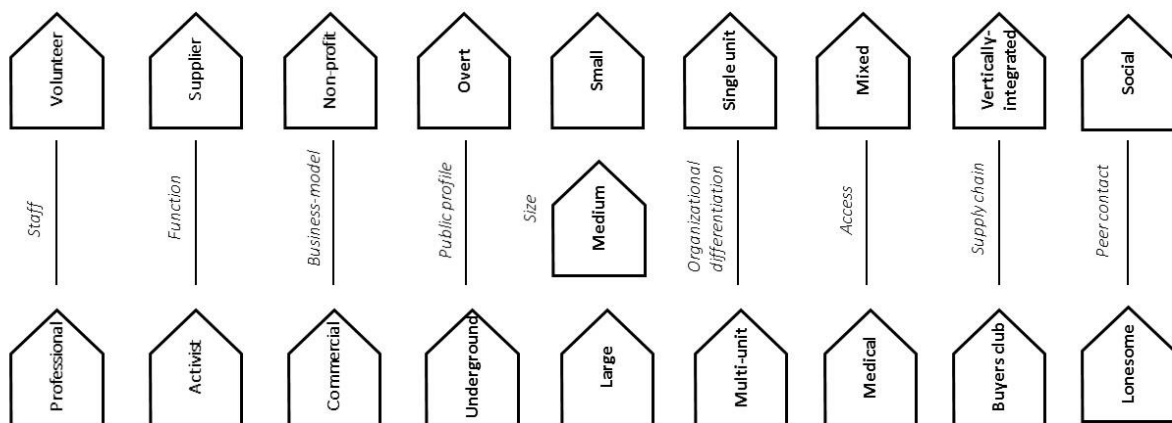 Volunteer
Supplier
Non-profit
Overt
Small
Single unit
Mixed
Vertically-
integrated
Social
Staff
Function
Business-model
Public profile
Size
Medium
Organizational
differentiation
Access
Supply chain
Peer contact
Professional
Activist
Commercial
Underground
Large
Multi-unit
Medical
Buyers club
Lonesome